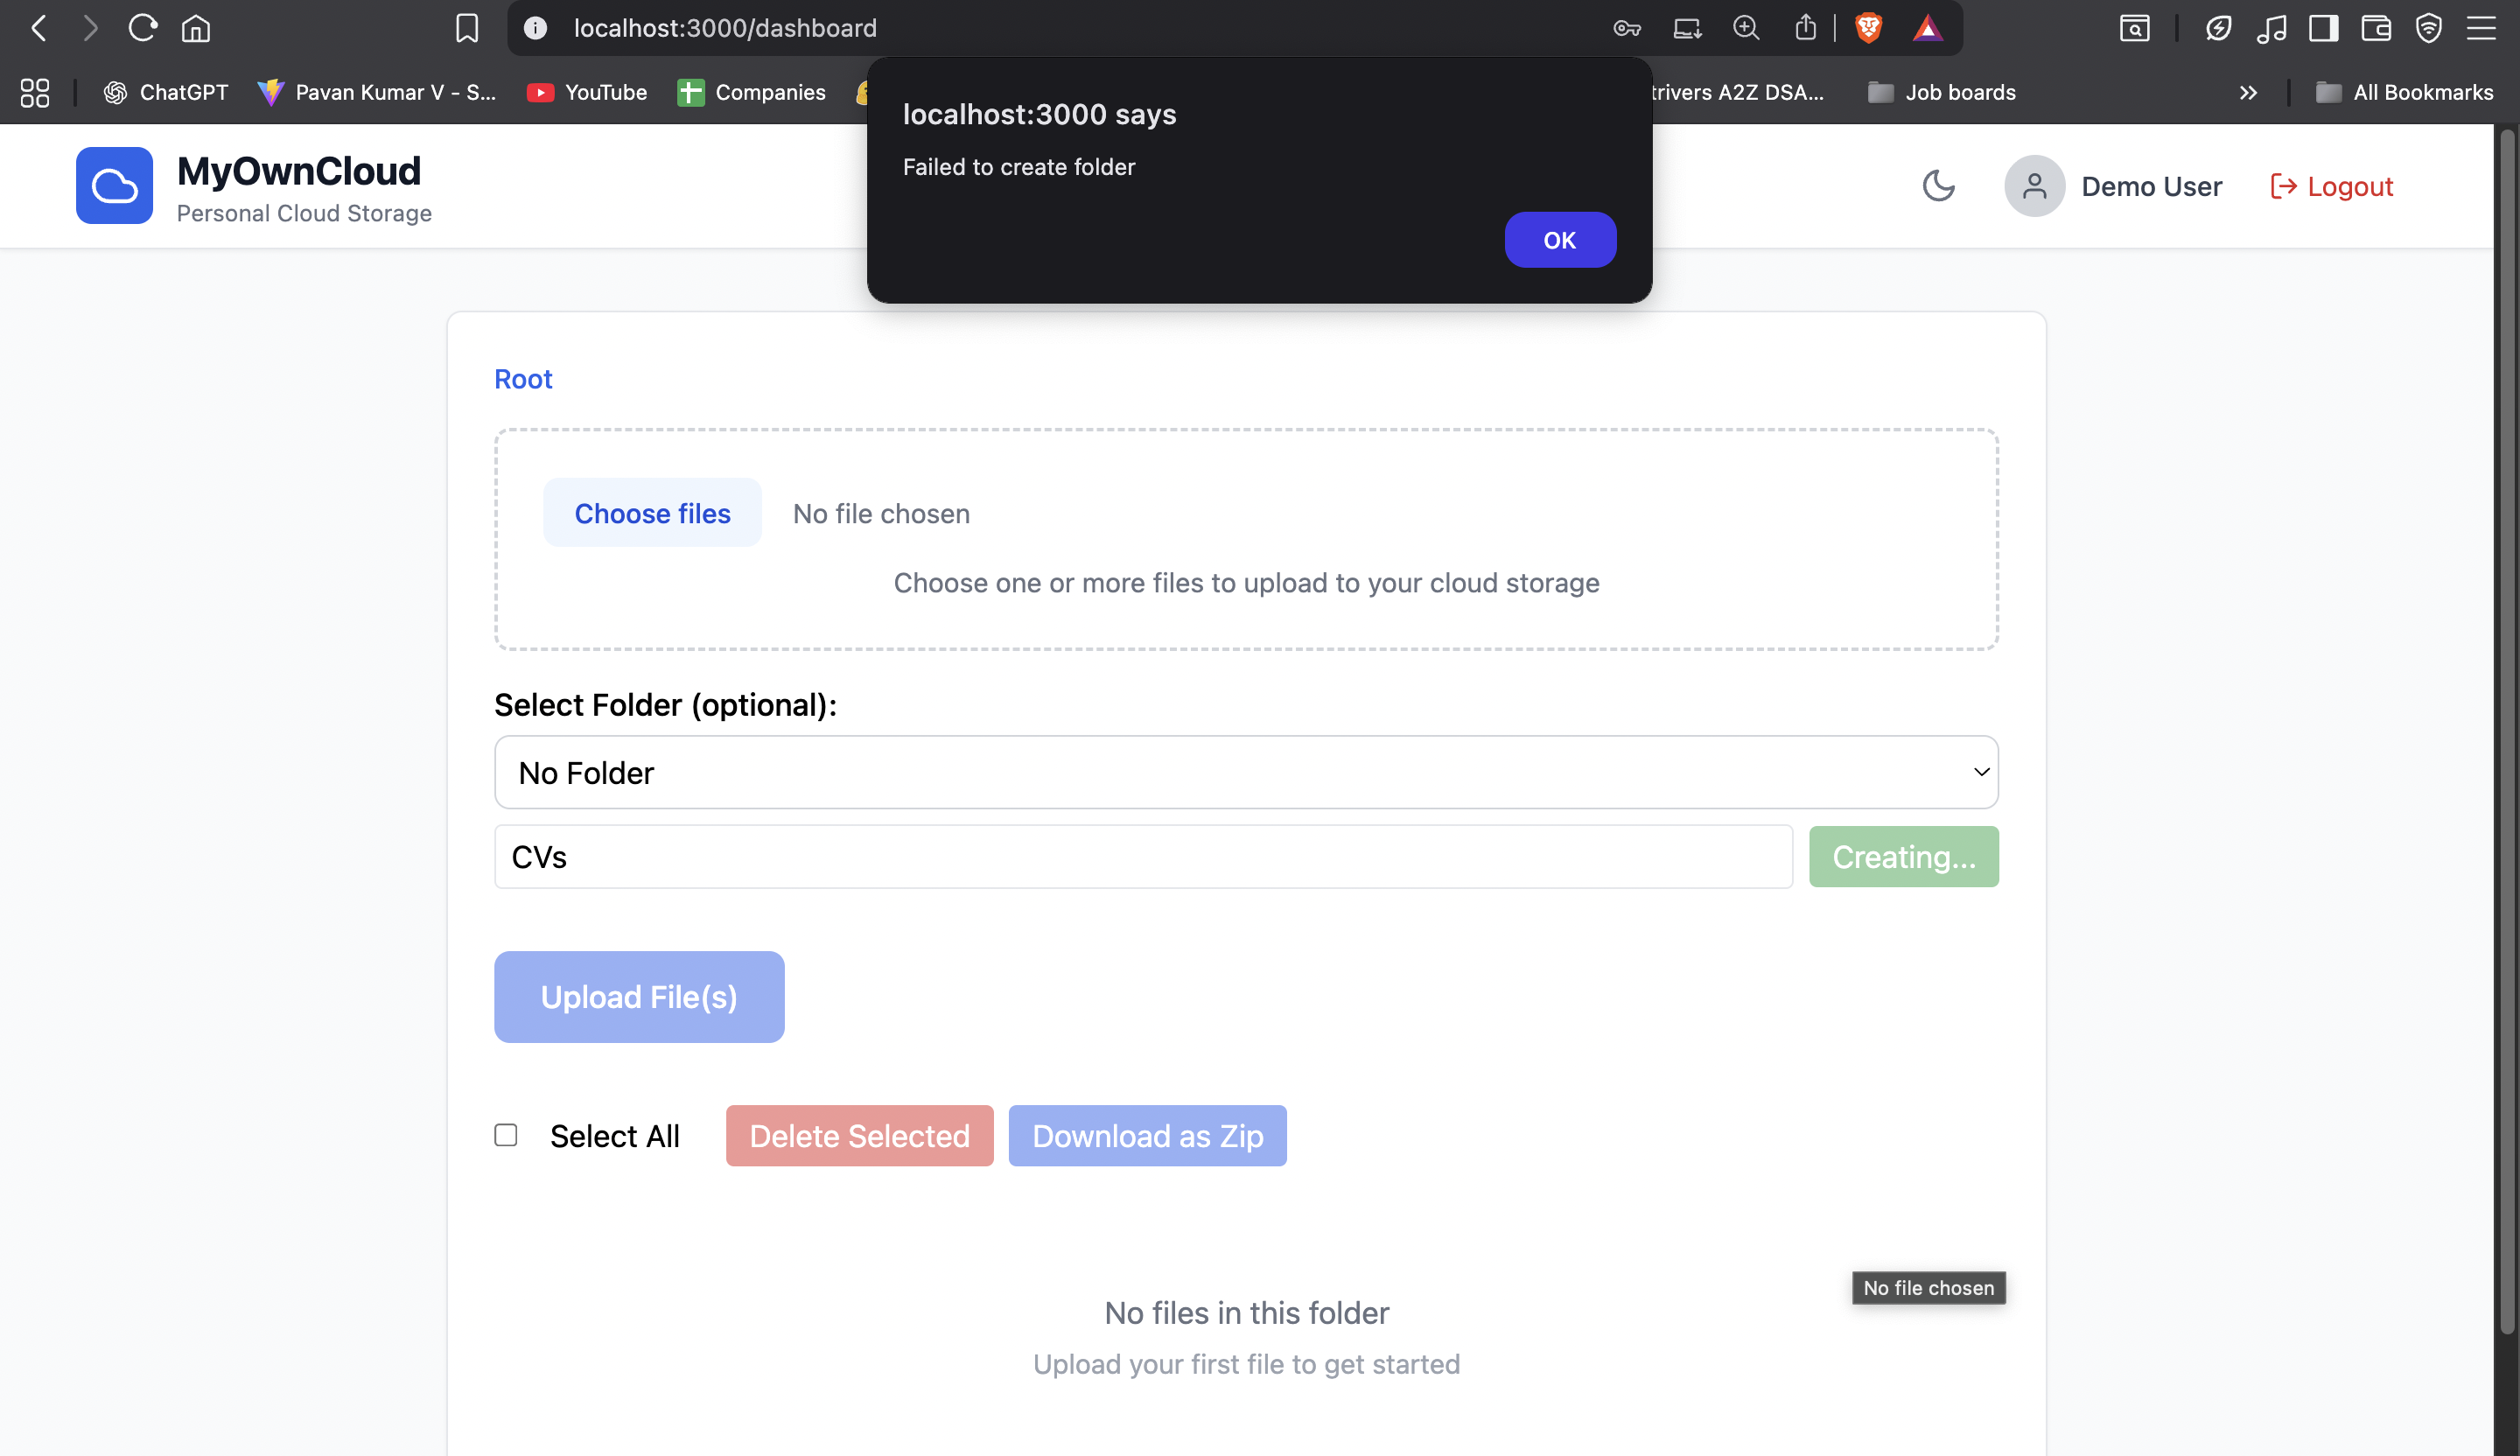 localhost:3000/dashboard
ChatGPT
Pavan Kumar V - S...
YouTube
Companies
trivers A2Z DSA...
Job boards
All Bookmarks
localhost:3000 says
Failed to create folder
OK
MyOwnCloud
Personal Cloud Storage
Demo User
Logout
Root
Choose files
No file chosen
Choose one or more files to upload to your cloud storage
Select Folder (optional):
No Folder
CVs
Creating...
Upload File(s)
Select All
Delete Selected
Download as Zip
No file chosen
No files in this folder
Upload your first file to get started